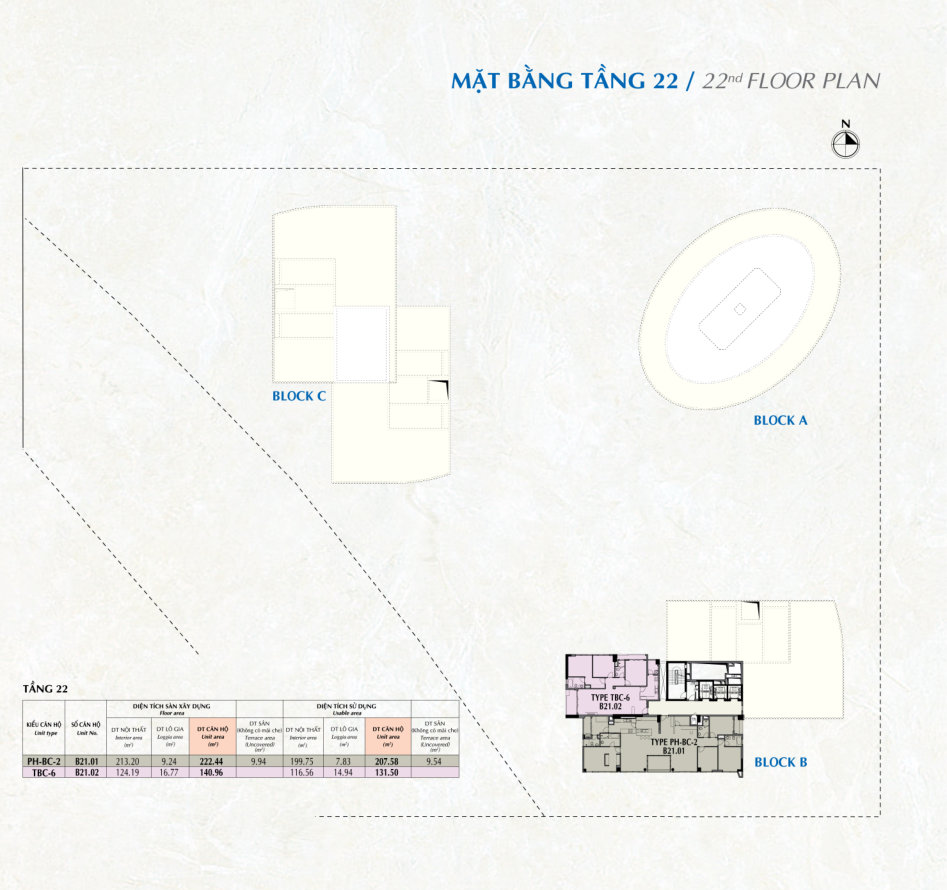 MẶT BẰNG TẦNG 22 / 22nd FLOOR PLAN
N
BLOCK C
BLOCK A
TYPE TBC-6
B21.02
TYPE PH-BC-2
B21.01
BLOCK B
TẦNG 22
KIỂU CĂN HỘ
Unit type
SỐ CĂN HỘ
Unit No.
DIỆN TÍCH SÀN XÂY DỰNG
Floor area
DIỆN TÍCH SỬ DỤNG
Usable area
DT NỘI THẤT
Interior area
(m²)
DT LÔ GIA
Loggia area
(m²)
DT CĂN HỘ
Unit area
(m²)
DT SÂN
(Không có mái che)
Terrace area
(Uncovered)
(m²)
DT NỘI THẤT
Interior area
(m²)
DT LÔ GIA
Loggia area
(m²)
DT CĂN HỘ
Unit area
(m²)
DT SÂN
(Không có mái che)
Terrace area
(Uncovered)
(m²)
PH-BC-2 B21.01 213.20 9.24 222.44 9.94 199.75 7.83 207.58 9.54
TBC-6 B21.02 124.19 16.77 140.96 116.56 14.94 131.50